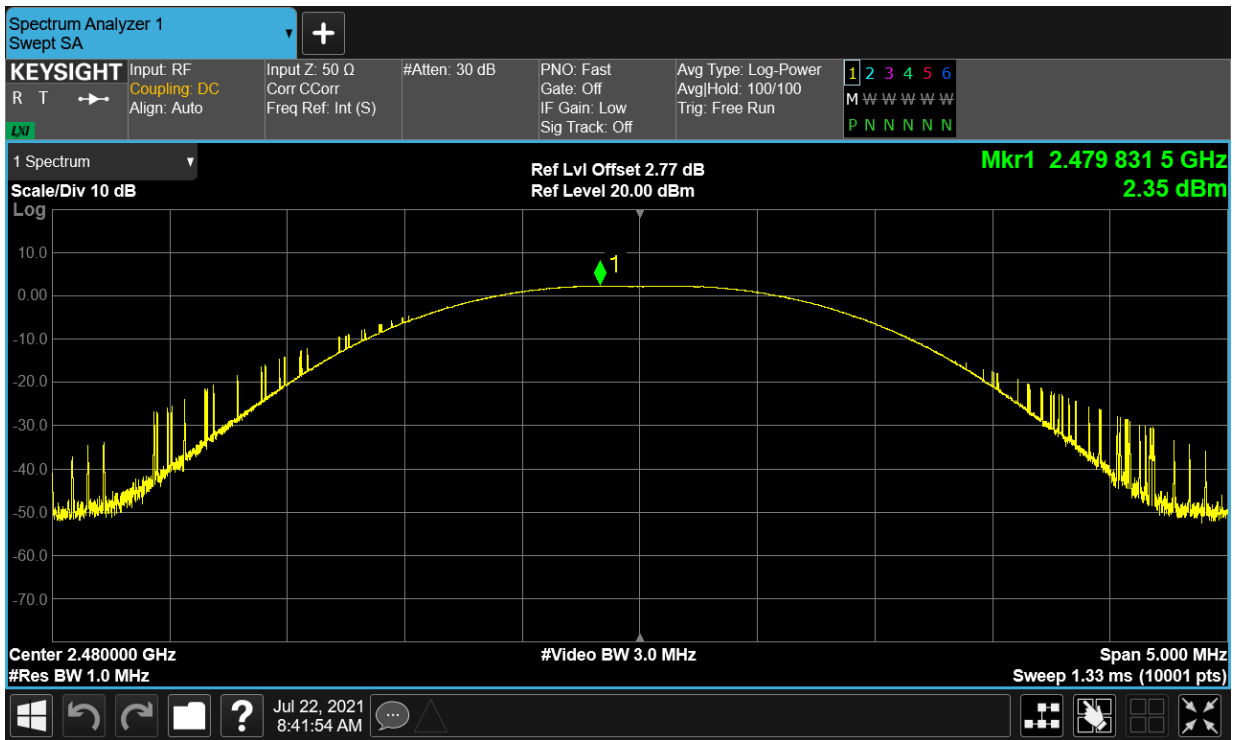 Spectrum Analyzer 1
Swept SA
KEYSIGHT
R T
LXI
Input: RF
Coupling: DC
Align: Auto
Input Z: 50 Ω
Corr CCorr
Freq Ref: Int (S)
#Atten: 30 dB
PNO: Fast
Gate: Off
IF Gain: Low
Sig Track: Off
Avg Type: Log-Power
Avg|Hold: 100/100
Trig: Free Run
1 2 3 4 5 6
M W W W W W
P N N N N N
1 Spectrum
Scale/Div 10 dB
Log
Ref Lvl Offset 2.77 dB
Ref Level 20.00 dBm
Mkr1 2.479 831 5 GHz
2.35 dBm
1
10.0
0.00
-10.0
-20.0
-30.0
-40.0
-50.0
-60.0
-70.0
Center 2.480000 GHz
#Res BW 1.0 MHz
#Video BW 3.0 MHz
Span 5.000 MHz
Sweep 1.33 ms (10001 pts)
?
Jul 22, 2021
8:41:54 AM